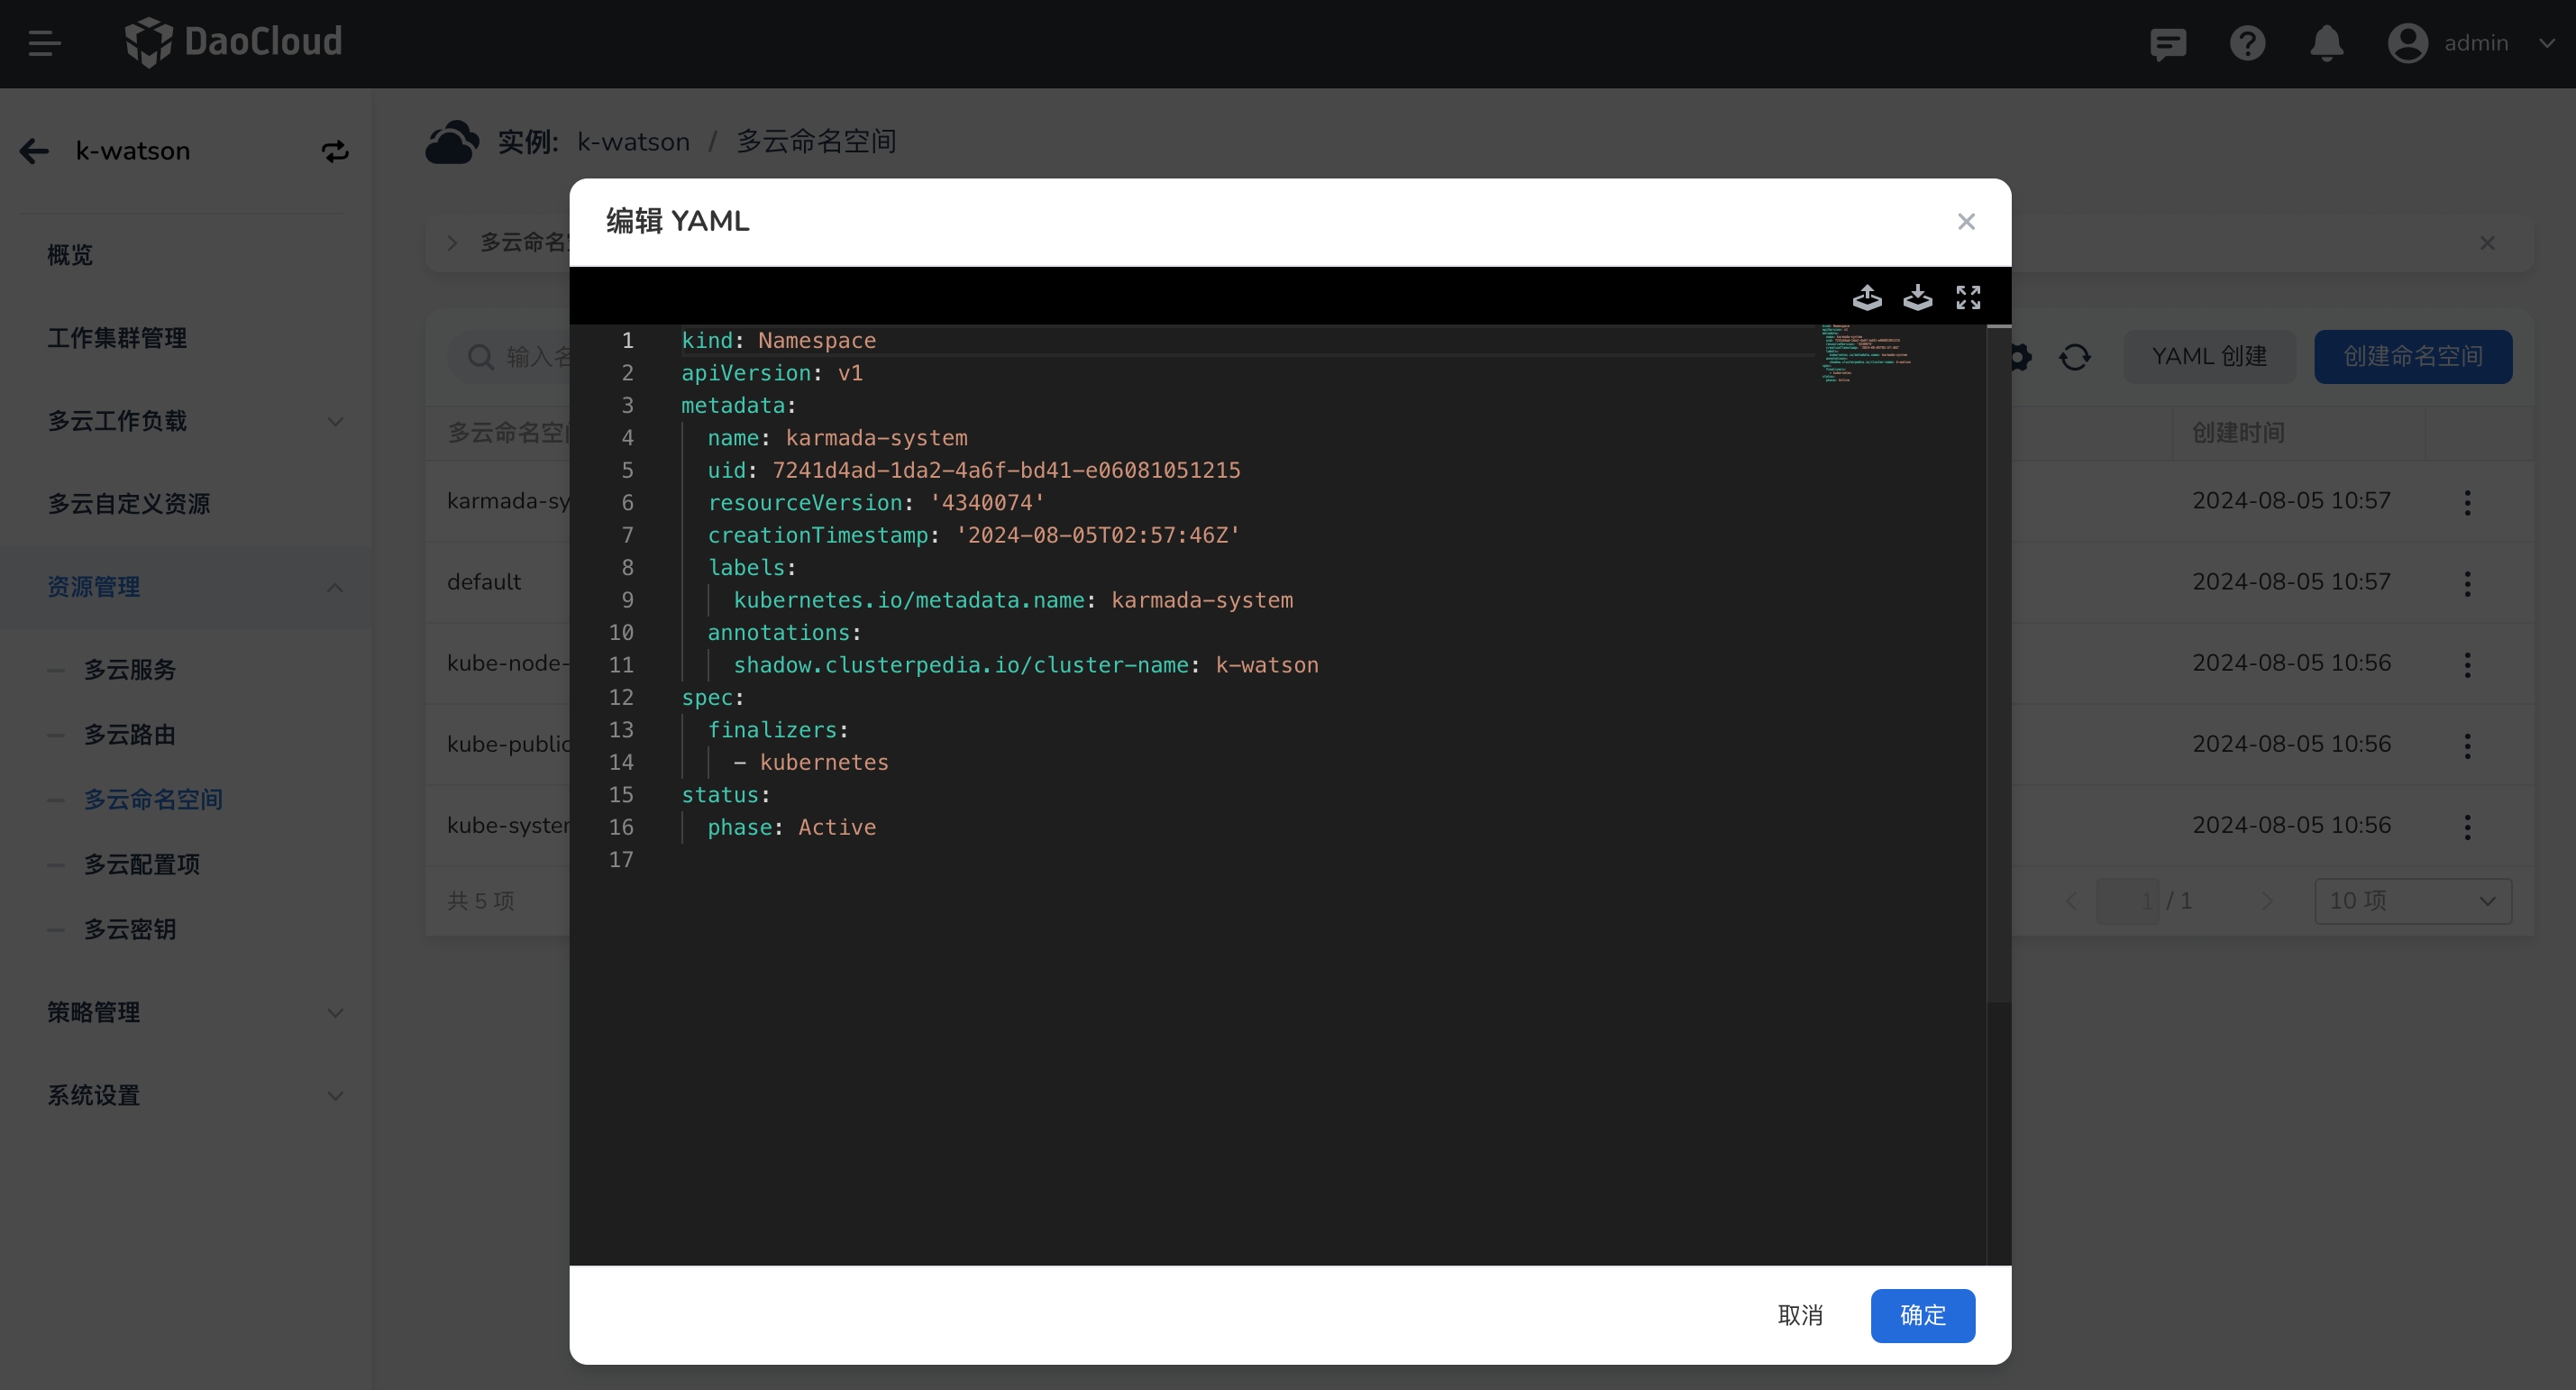 DaoCloud
admin
k-watson
实例: k-watson / 多云命名空间
概览
工作集群管理
多云工作负载
多云自定义资源
资源管理
多云服务
多云路由
多云命名空间
多云配置项
多云密钥
策略管理
系统设置
多云命名
输入名
YAML 创建
创建命名空间
多云命名空
创建时间
karmada-sy
2024-08-05 10:57
default
2024-08-05 10:57
kube-node-
2024-08-05 10:56
kube-public
2024-08-05 10:56
kube-system
2024-08-05 10:56
共 5 项
1 / 1
10 项
编辑 YAML
1 kind: Namespace
2 apiVersion: v1
3 metadata:
4 name: karmada-system
5 uid: 7241d4ad-1da2-4a6f-bd41-e06081051215
6 resourceVersion: '4340074'
7 creationTimestamp: '2024-08-05T02:57:46Z'
8 labels:
9 kubernetes.io/metadata.name: karmada-system
10 annotations:
11 shadow.clusterpedia.io/cluster-name: k-watson
12 spec:
13 finalizers:
14 - kubernetes
15 status:
16 phase: Active
17
取消
确定